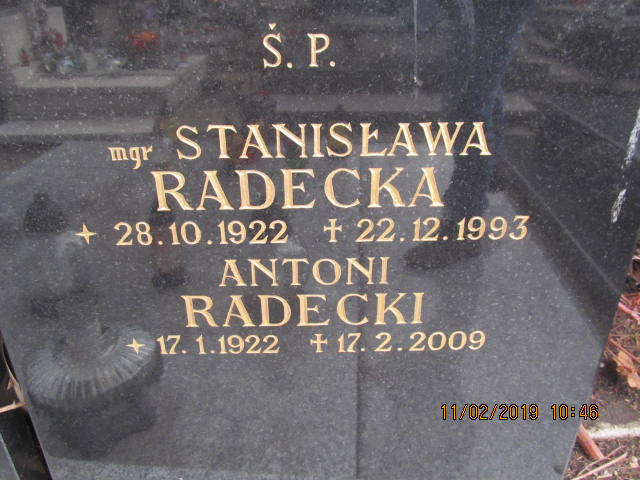 Š. P.
mgr STANISŁAWA
RADECKA
✦ 28.10.1922 ✝ 22.12.1993
ANTONI
RADECKI
✦ 17.1.1922 ✝ 17.2.2009
11/02/2019 10:46